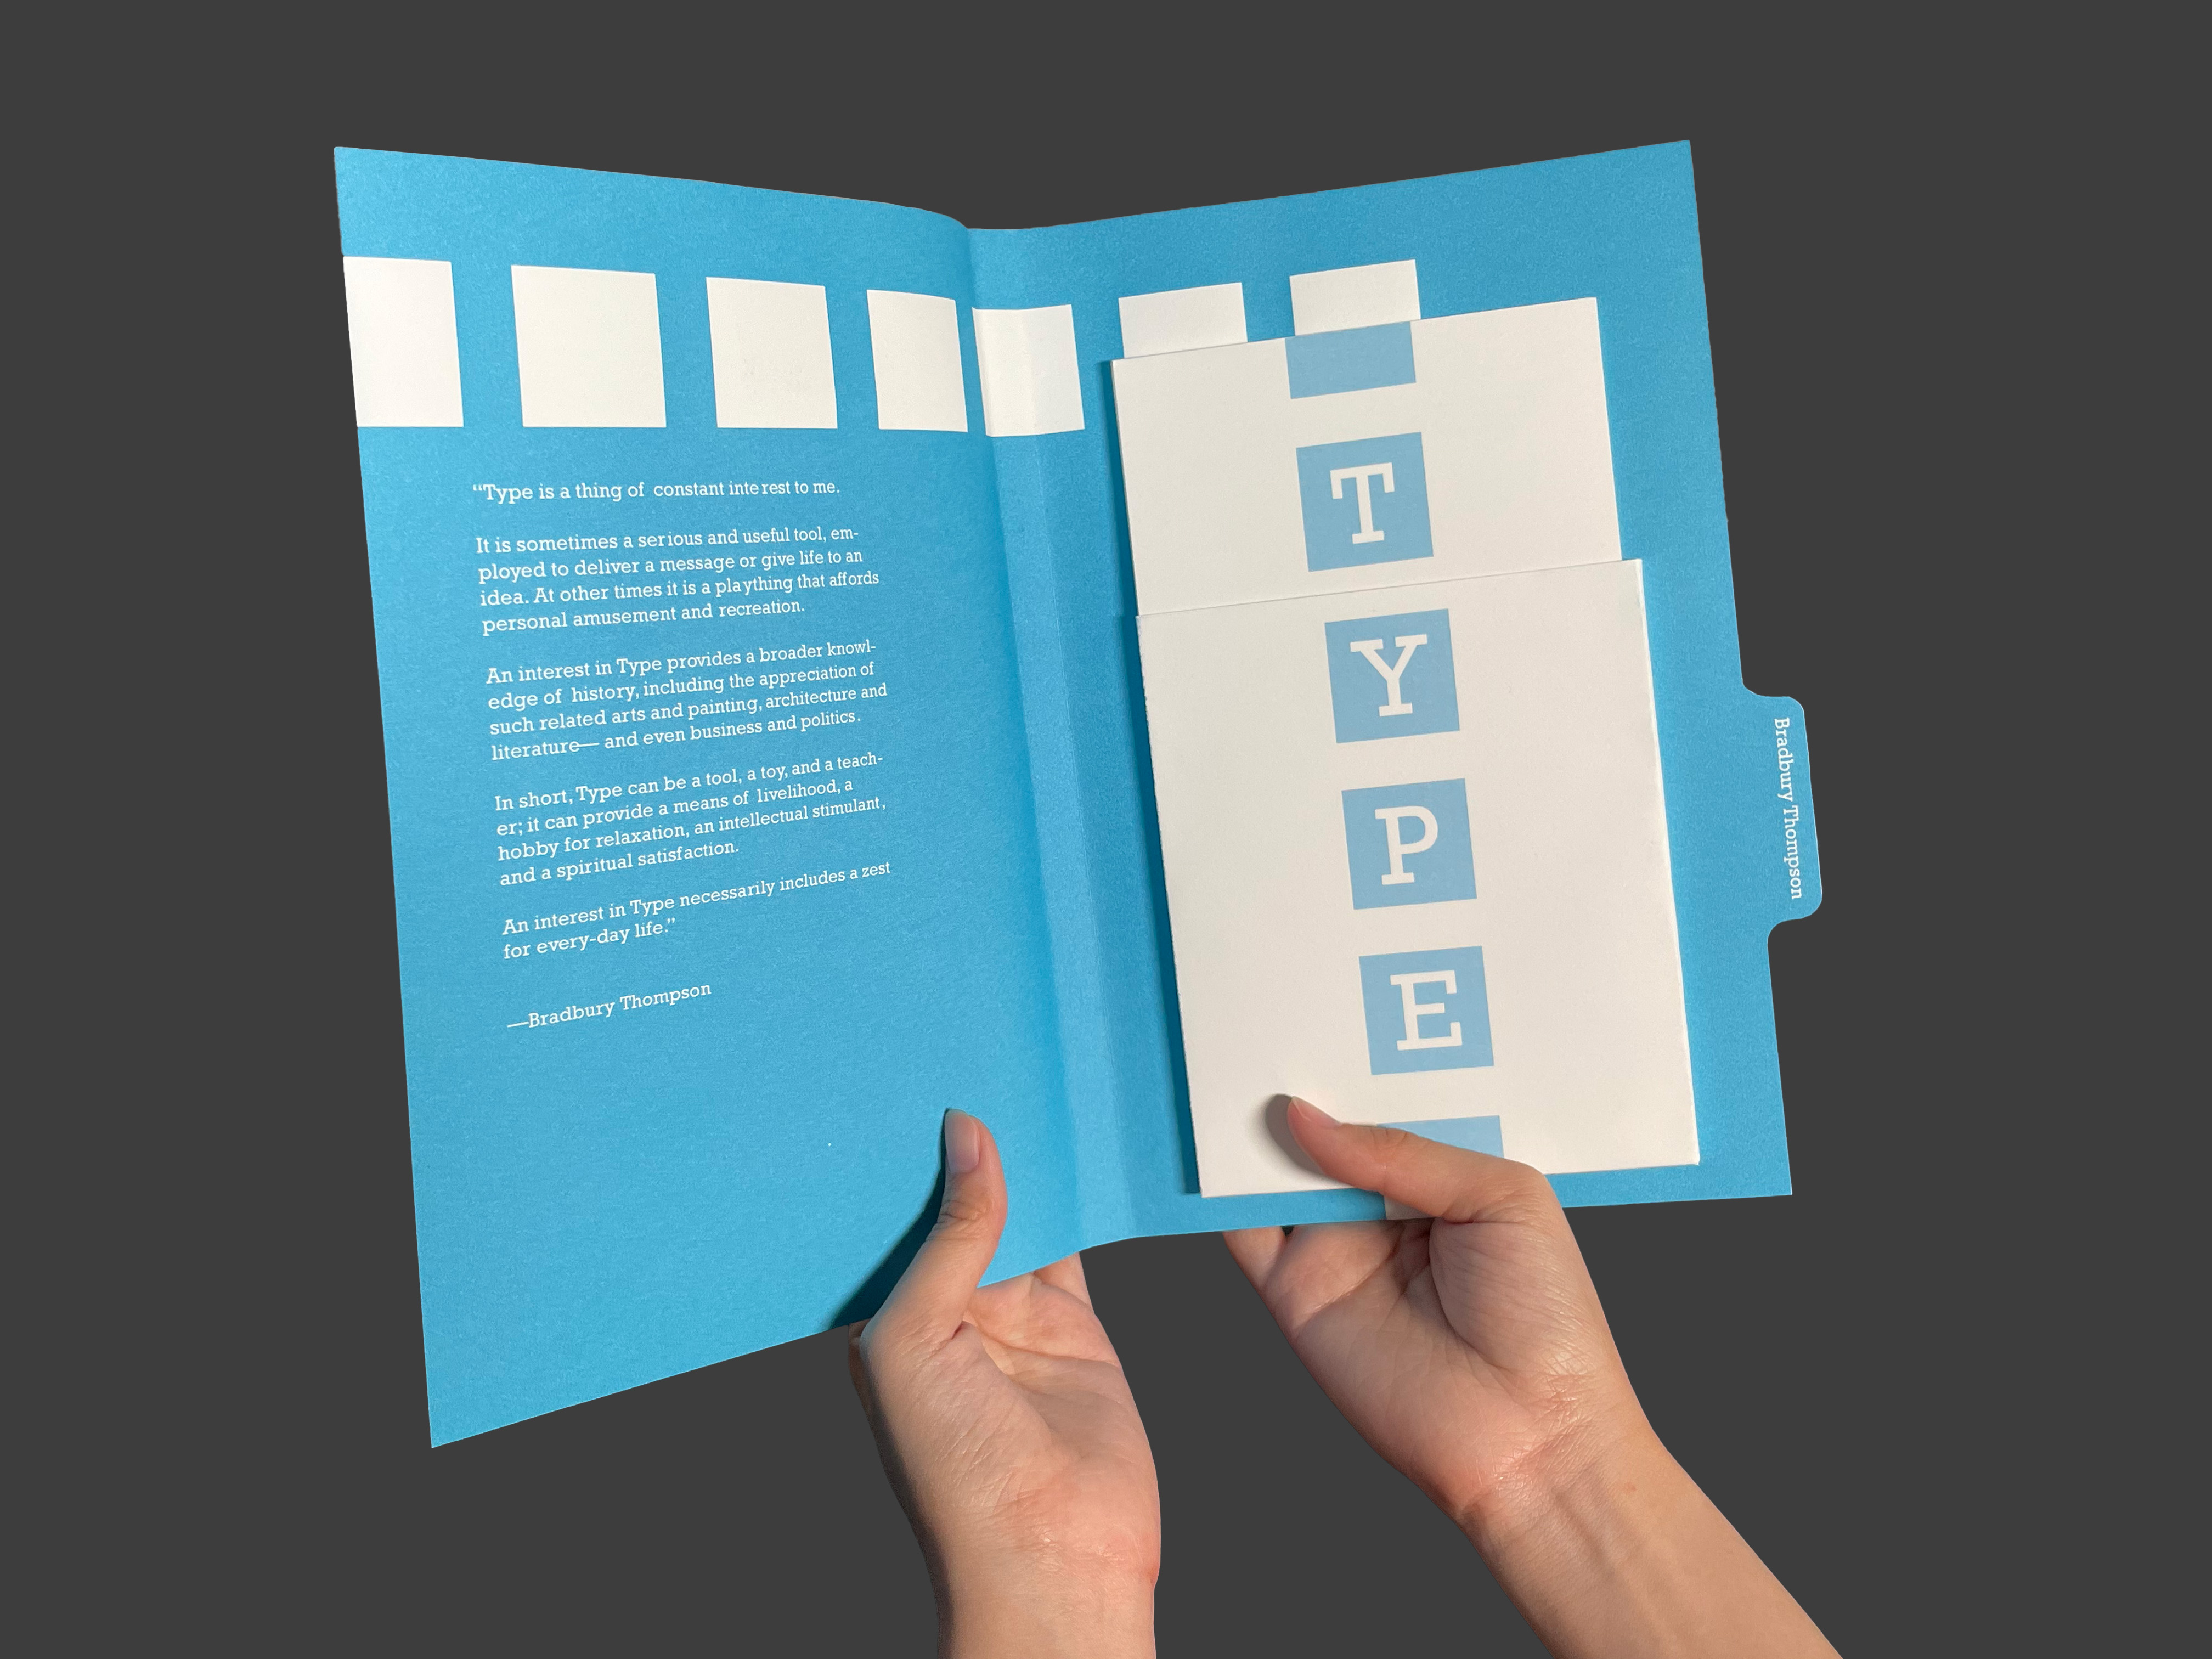 “Type is a thing of constant interest to me.
It is sometimes a serious and useful tool, em-
ployed to deliver a message or give life to an
idea. At other times it is a plaything that affords
personal amusement and recreation.
An interest in Type provides a broader knowl-
edge of history, including the appreciation of
such related arts and painting, architecture and
literature— and even business and politics.
In short, Type can be a tool, a toy, and a teach-
er; it can provide a means of livelihood, a
hobby for relaxation, an intellectual stimulant,
and a spiritual satisfaction.
An interest in Type necessarily includes a zest
for every-day life.”
—Bradbury Thompson
T
Y
P
E
Bradbury Thompson